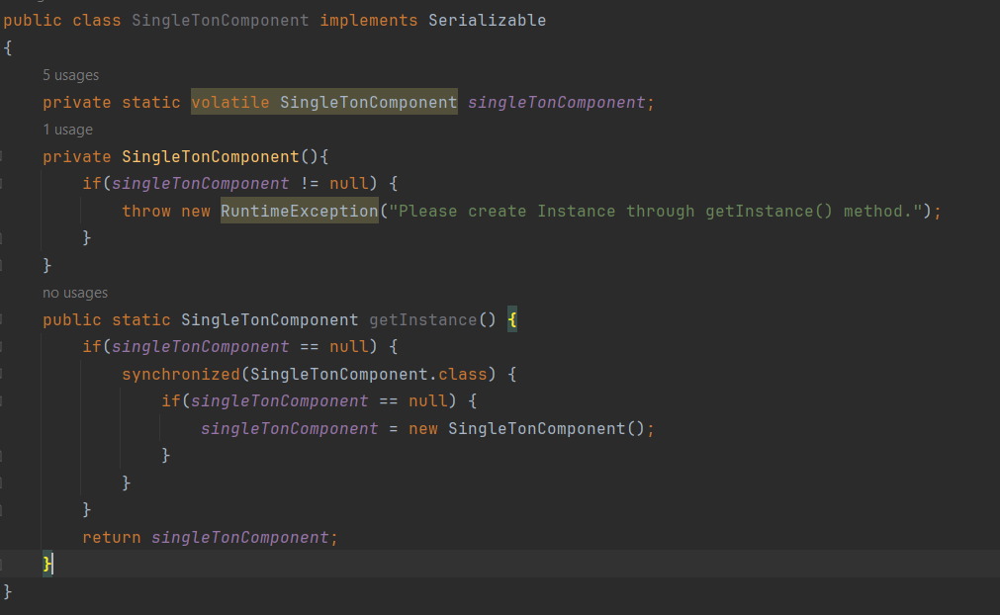 public class SingleTonComponent implements Serializable
{
5 usages
private static volatile SingleTonComponent singleTonComponent;
1 usage
private SingleTonComponent(){
if(singleTonComponent != null) {
throw new RuntimeException("Please create Instance through getInstance() method.");
}
}
no usages
public static SingleTonComponent getInstance() {
if(singleTonComponent == null) {
synchronized(SingleTonComponent.class) {
if(singleTonComponent == null) {
singleTonComponent = new SingleTonComponent();
}
}
}
return singleTonComponent;
}
}